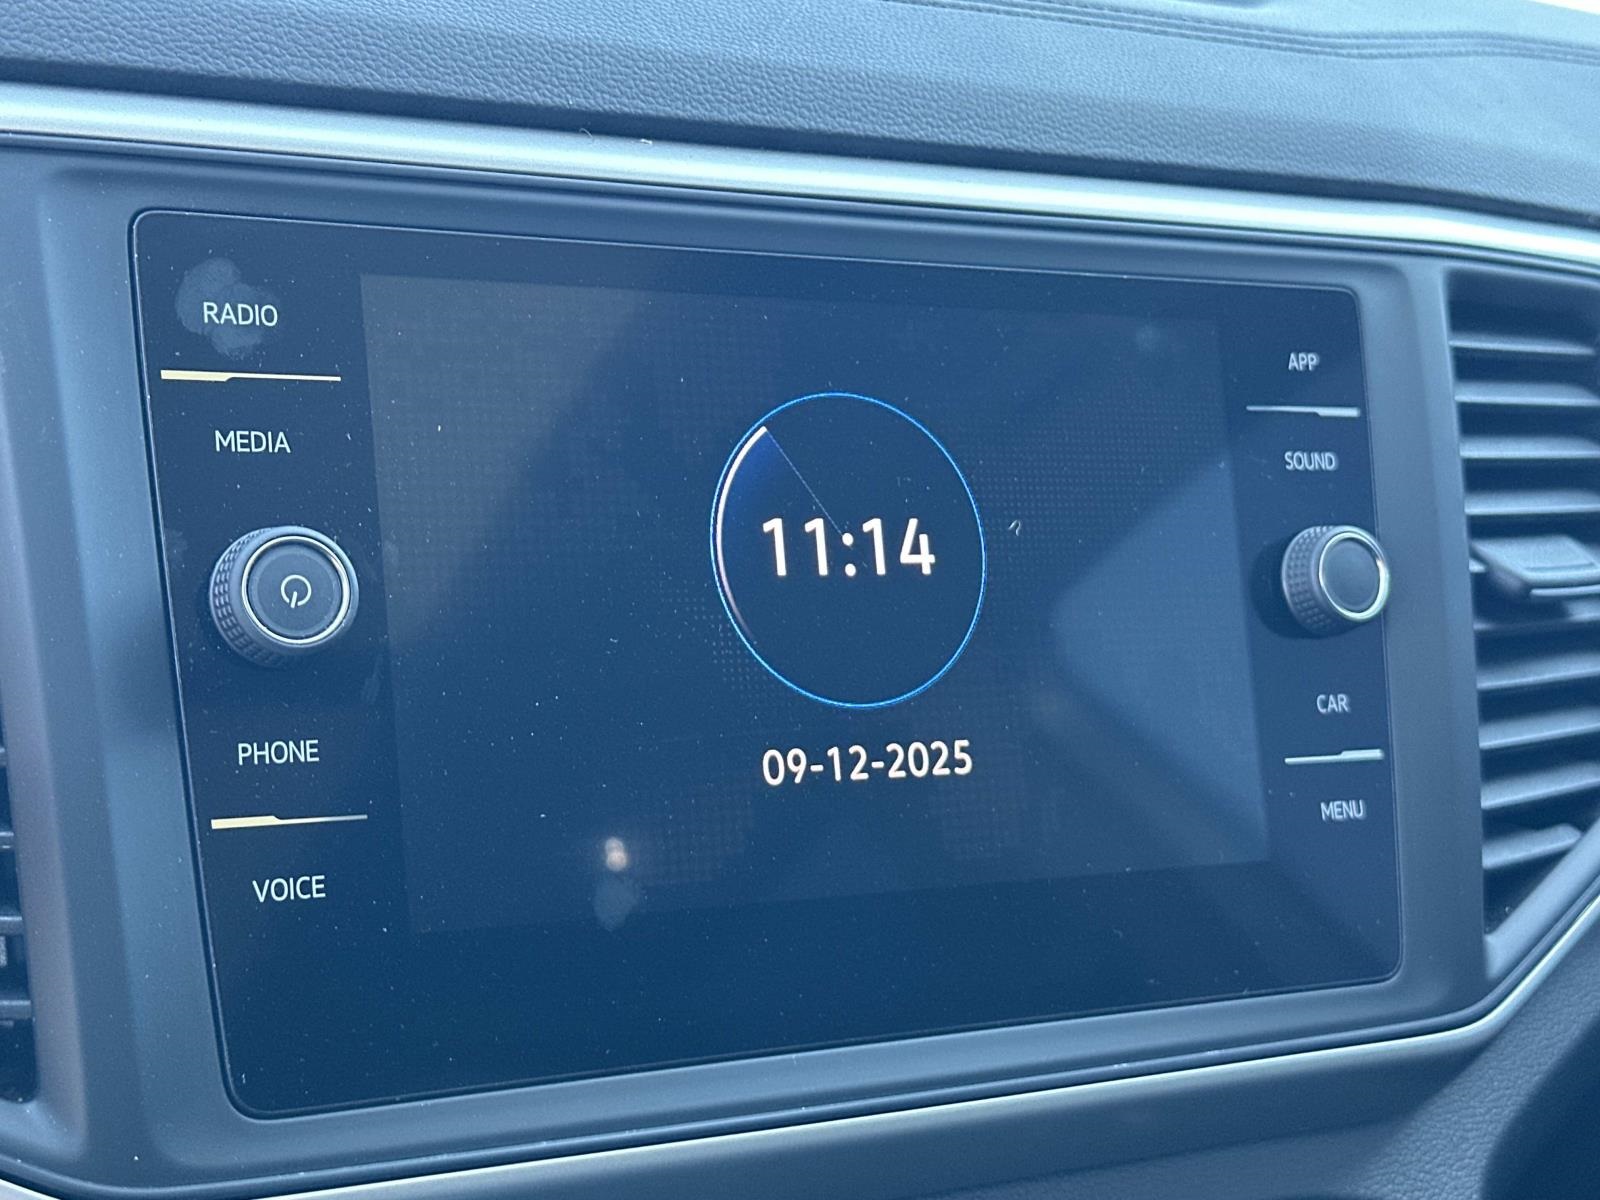 RADIO
MEDIA
PHONE
VOICE
11:14
09-12-2025
APP
SOUND
CAR
MENU